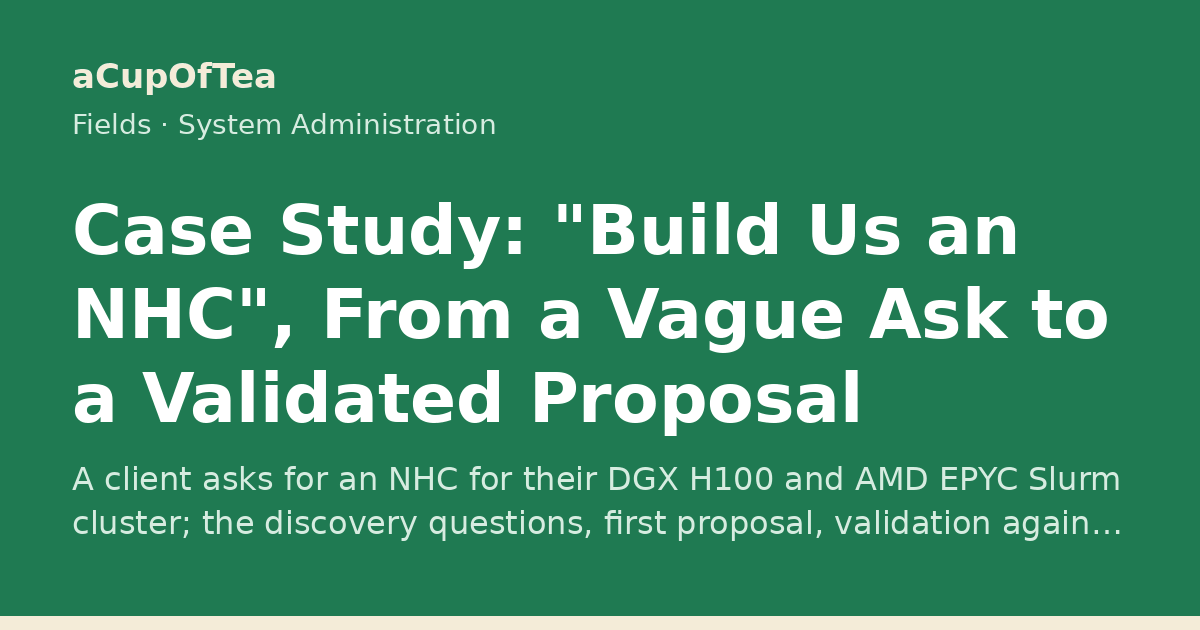 aCupOfTea
Fields · System Administration
Case Study: "Build Us an
NHC", From a Vague Ask to
a Validated Proposal
A client asks for an NHC for their DGX H100 and AMD EPYC Slurm
cluster; the discovery questions, first proposal, validation again…